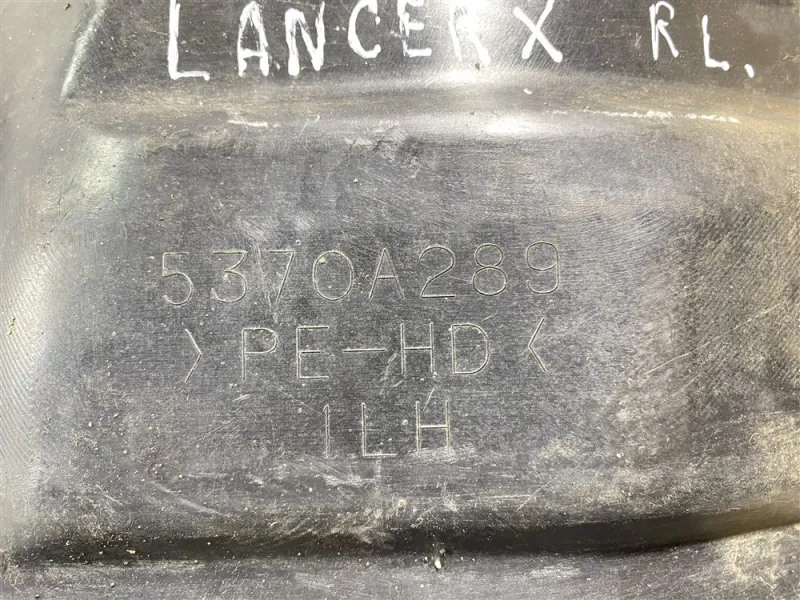 LANCER X RL.
5370A289
>PE-HD<
1LH